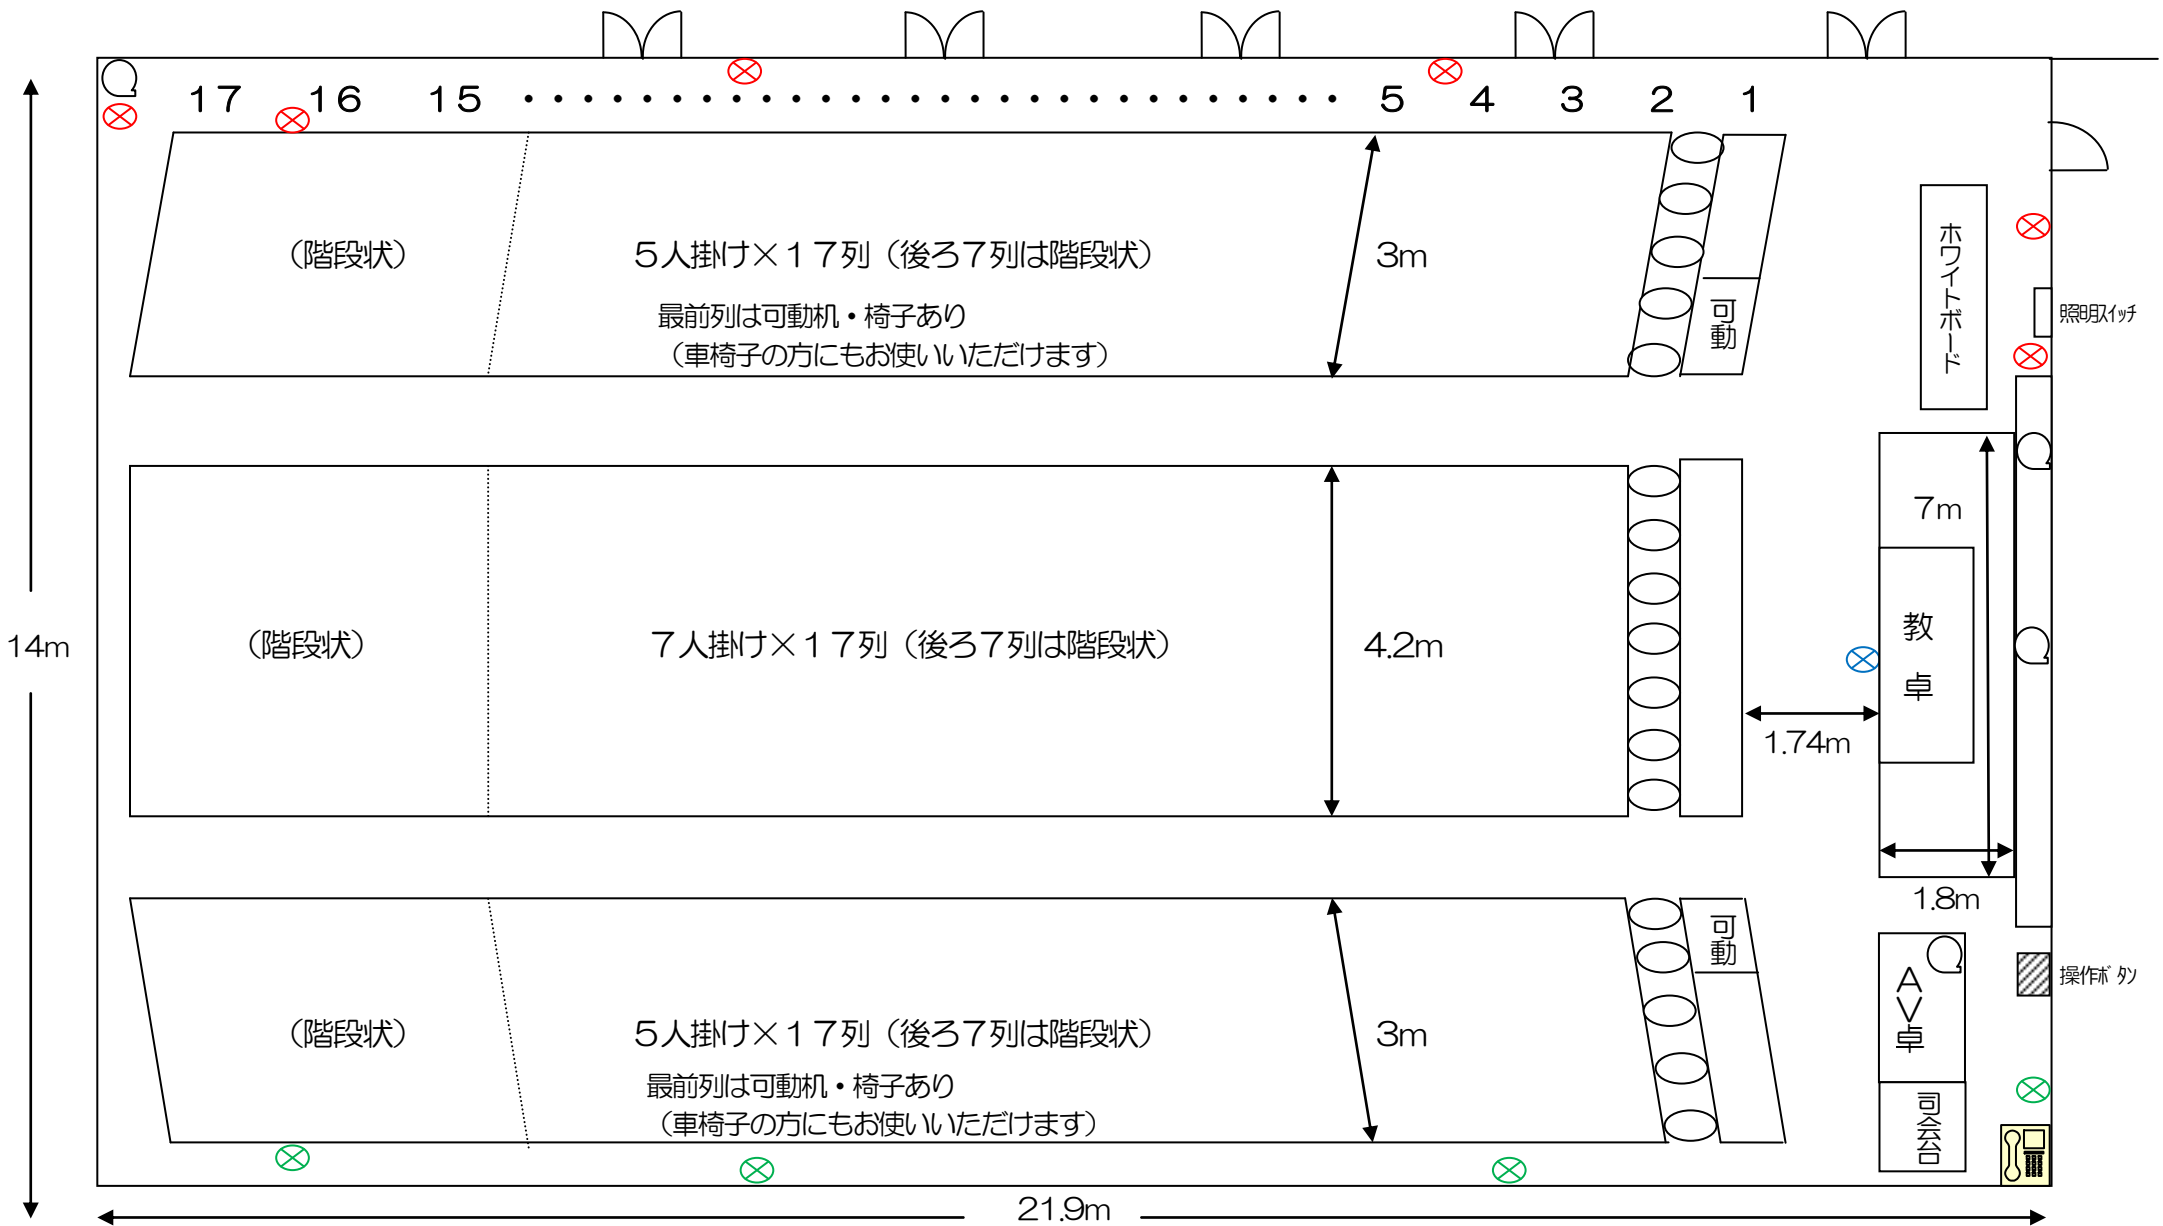 17 16 15 ・・・・・・・・・・・・・・・・・・・・・・・・・・・・ 5 4 3 2 1
（階段状）
５人掛け×１７列（後ろ７列は階段状）
3m
最前列は可動机・椅子あり
（車椅子の方にもお使いいただけます）
可動
ホワイトボード
照明スイッチ
14m
（階段状）
７人掛け×１７列（後ろ７列は階段状）
4.2m
1.74m
7m
教卓
1.8m
（階段状）
５人掛け×１７列（後ろ７列は階段状）
3m
最前列は可動机・椅子あり
（車椅子の方にもお使いいただけます）
可動
AV卓
操作ボタン
司会台
21.9m